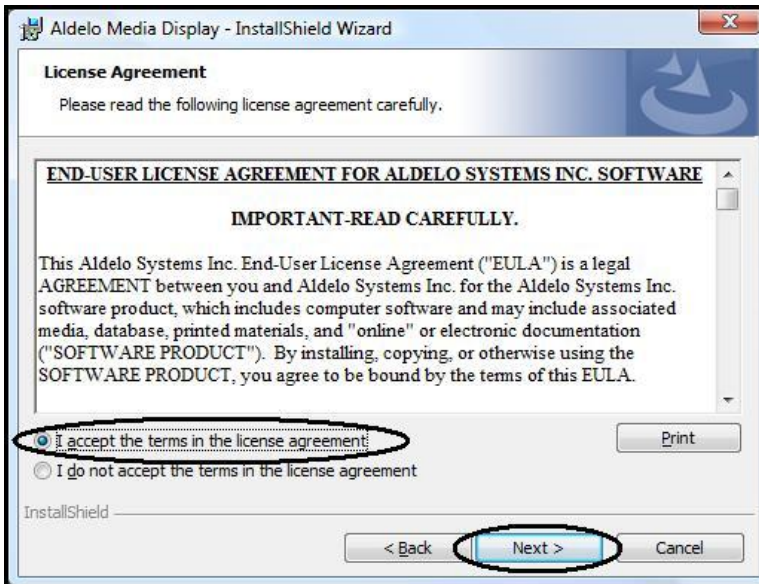 Aldelo Media Display - InstallShield Wizard
License Agreement
Please read the following license agreement carefully.
END-USER LICENSE AGREEMENT FOR ALDELO SYSTEMS INC. SOFTWARE
IMPORTANT-READ CAREFULLY.
This Aldelo Systems Inc. End-User License Agreement ("EULA") is a legal
AGREEMENT between you and Aldelo Systems Inc. for the Aldelo Systems Inc.
software product, which includes computer software and may include associated
media, database, printed materials, and "online" or electronic documentation
("SOFTWARE PRODUCT").  By installing, copying, or otherwise using the
SOFTWARE PRODUCT, you agree to be bound by the terms of this EULA.
I accept the terms in the license agreement
Print
I do not accept the terms in the license agreement
InstallShield
< Back
Next >
Cancel